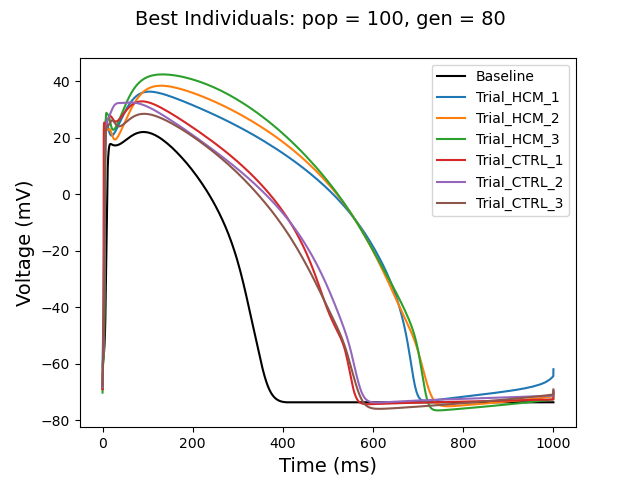 Best Individuals: pop = 100, gen = 80
Baseline
Trial_HCM_1
Trial_HCM_2
Trial_HCM_3
Trial_CTRL_1
Trial_CTRL_2
Trial_CTRL_3
Voltage (mV)
40
20
0
−20
−40
−60
−80
0 200 400 600 800 1000
Time (ms)